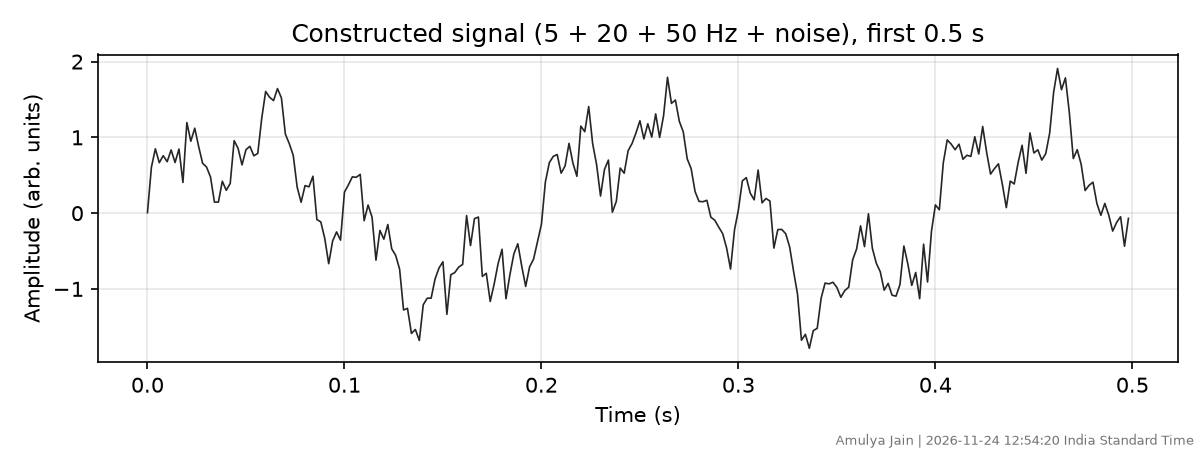 Constructed signal (5 + 20 + 50 Hz + noise), first 0.5 s
Amplitude (arb. units)
2
1
0
−1
0.0 0.1 0.2 0.3 0.4 0.5
Time (s)
Amulya Jain | 2026-11-24 12:54:20 India Standard Time